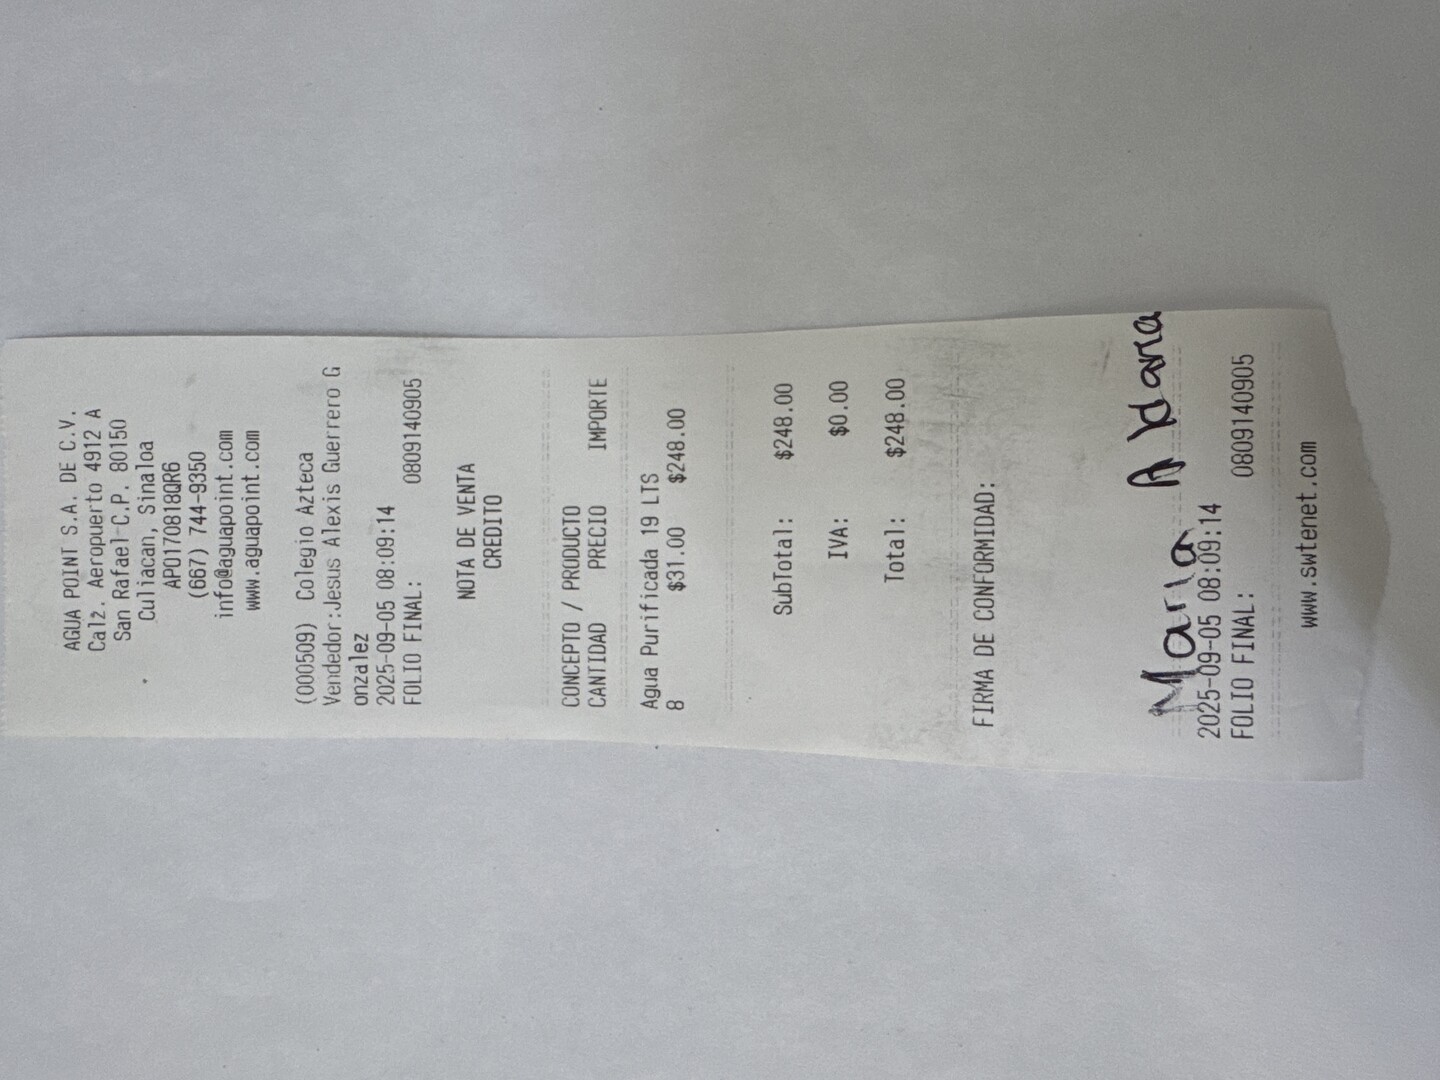 AGUA POINT S.A. DE C.V.
Calz. Aeropuerto 4912 A
San Rafael C.P. 80150
Culiacan, Sinaloa
APO170818QR6
(667) 744-9350
info@aguapoint.com
www.aguapoint.com
(000509) Colegio Azteca
Vendedor:Jesus Alexis Guerrero G
onzalez
2025-09-05 08:09:14
FOLIO FINAL: 0809140905
NOTA DE VENTA
CREDITO
CONCEPTO / PRODUCTO
CANTIDAD PRECIO IMPORTE
Agua Purificada 19 LTS
8 $31.00 $248.00
SubTotal: $248.00
IVA: $0.00
Total: $248.00
FIRMA DE CONFORMIDAD:
Maria Aldana
2025-09-05 08:09:14
FOLIO FINAL: 0809140905
www.swtenet.com